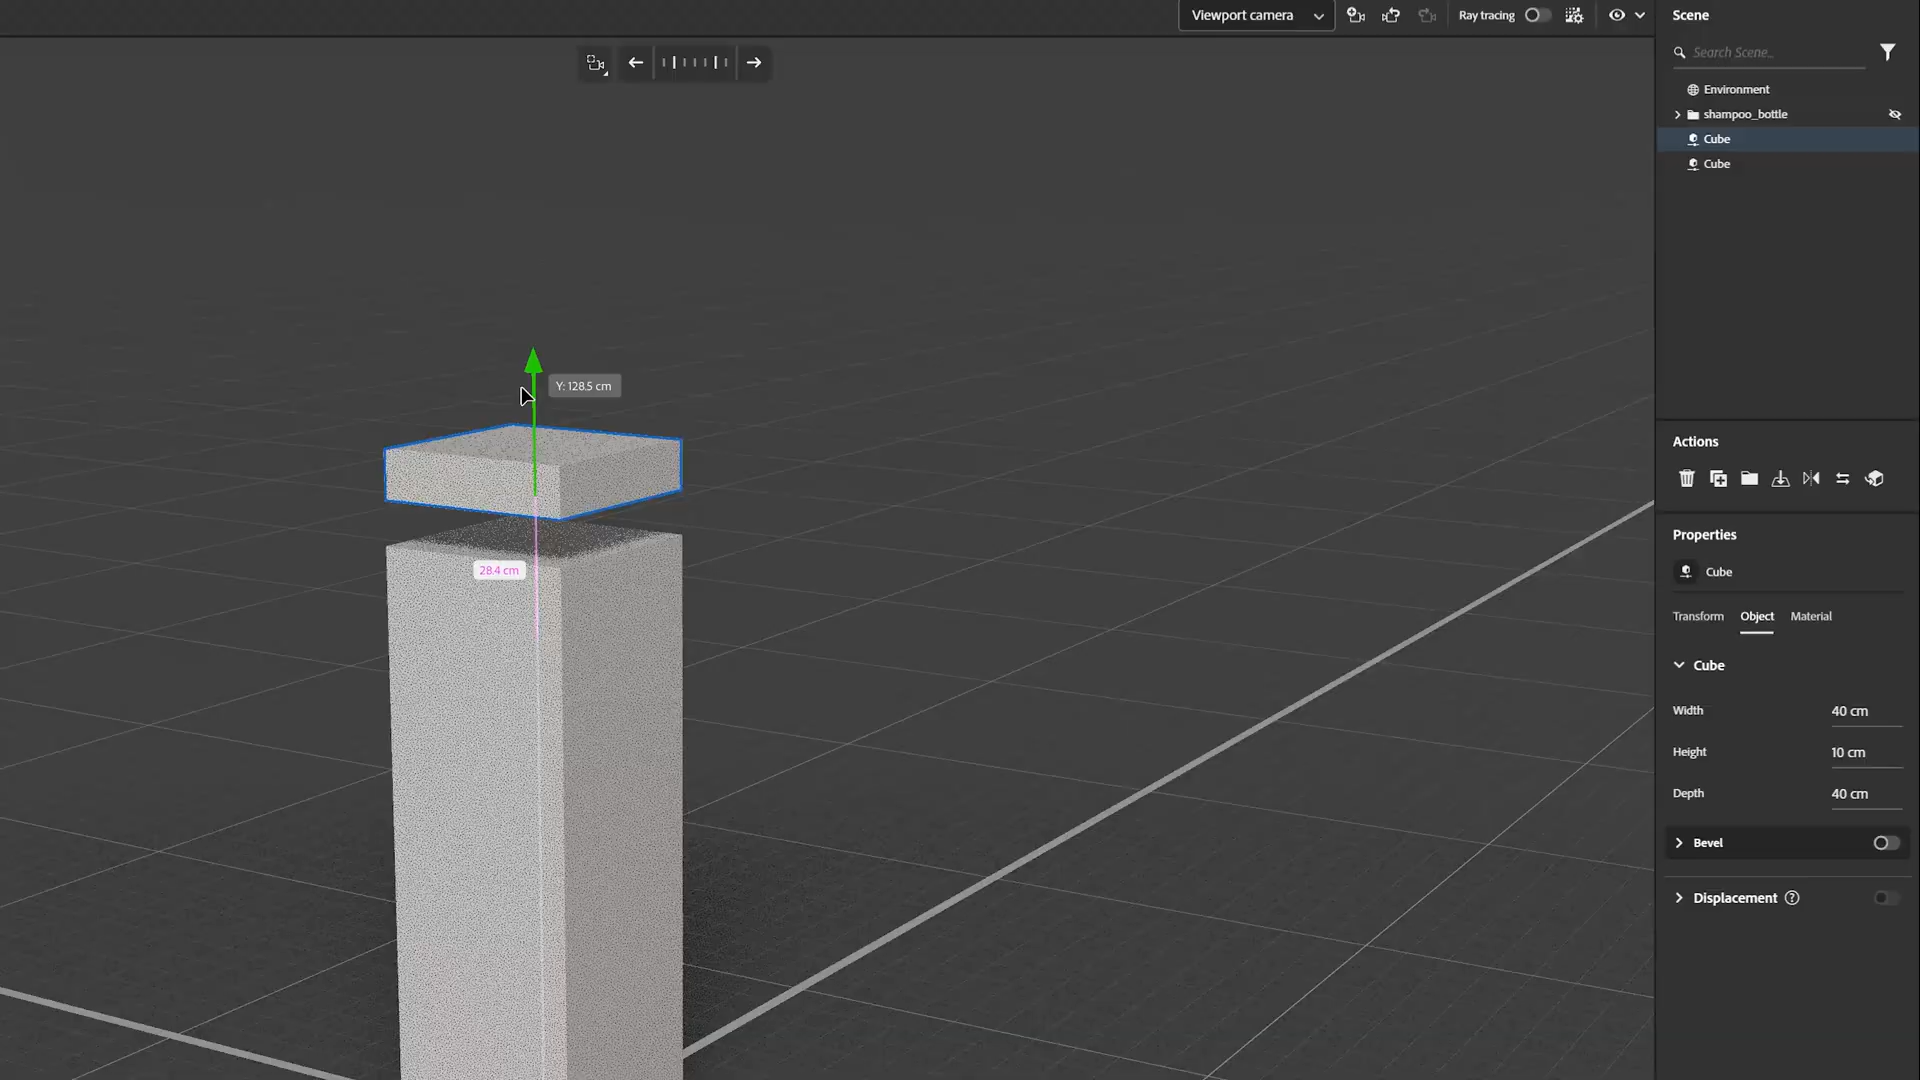 Viewport camera
Ray tracing
Scene
Search Scene...
Environment
shampoo_bottle
Cube
Cube
Y: 128.5 cm
28.4 cm
Actions
Properties
Cube
Transform Object Material
Cube
Width 40 cm
Height 10 cm
Depth 40 cm
Bevel
Displacement ?